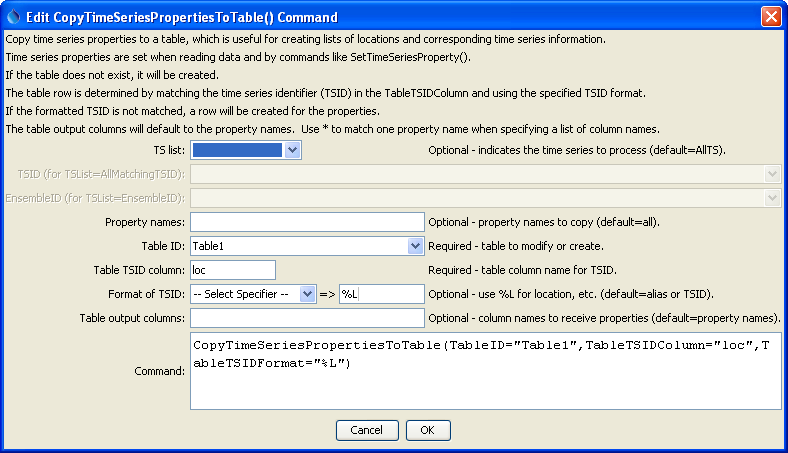 Edit CopyTimeSeriesPropertiesToTable() Command
Copy time series properties to a table, which is useful for creating lists of locations and corresponding time series information.
Time series properties are set when reading data and by commands like SetTimeSeriesProperty().
If the table does not exist, it will be created.
The table row is determined by matching the time series identifier (TSID) in the TableTSIDColumn and using the specified TSID format.
If the formatted TSID is not matched, a row will be created for the properties.
The table output columns will default to the property names.  Use * to match one property name when specifying a list of column names.
TS list: Optional - indicates the time series to process (default=AllTS).
TSID (for TSList=AllMatchingTSID):
EnsembleID (for TSList=EnsembleID):
Property names: Optional - property names to copy (default=all).
Table ID: Table1 Required - table to modify or create.
Table TSID column: loc Required - table column name for TSID.
Format of TSID: -- Select Specifier -- => %L Optional - use %L for location, etc. (default=alias or TSID).
Table output columns: Optional - column names to receive properties (default=property names).
CopyTimeSeriesPropertiesToTable(TableID="Table1",TableTSIDColumn="loc",T
Command: ableTSIDFormat="%L")
Cancel OK